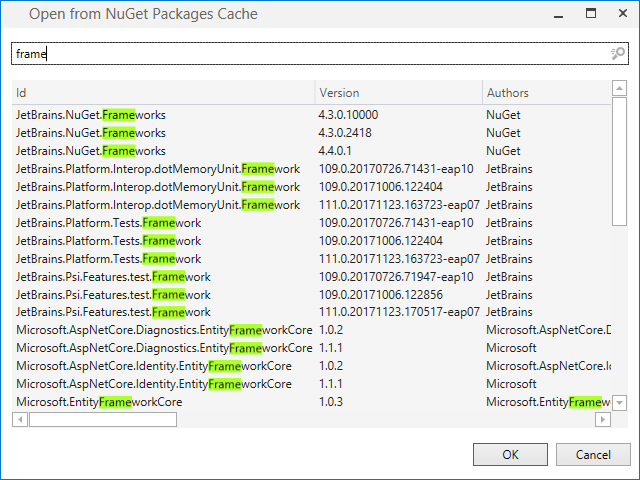 Open from NuGet Packages Cache
frame
Id Version Authors
JetBrains.NuGet.Frameworks 4.3.0.10000 NuGet
JetBrains.NuGet.Frameworks 4.3.0.2418 NuGet
JetBrains.NuGet.Frameworks 4.4.0.1 NuGet
JetBrains.Platform.Interop.dotMemoryUnit.Framework 109.0.20170726.71431-eap10 JetBrains
JetBrains.Platform.Interop.dotMemoryUnit.Framework 109.0.20171006.122404 JetBrains
JetBrains.Platform.Interop.dotMemoryUnit.Framework 111.0.20171123.163723-eap07 JetBrains
JetBrains.Platform.Tests.Framework 109.0.20170726.71431-eap10 JetBrains
JetBrains.Platform.Tests.Framework 109.0.20171006.122404 JetBrains
JetBrains.Platform.Tests.Framework 111.0.20171123.163723-eap07 JetBrains
JetBrains.Psi.Features.test.Framework 109.0.20170726.71947-eap10 JetBrains
JetBrains.Psi.Features.test.Framework 109.0.20171006.122856 JetBrains
JetBrains.Psi.Features.test.Framework 111.0.20171123.170517-eap07 JetBrains
Microsoft.AspNetCore.Diagnostics.EntityFrameworkCore 1.0.2 Microsoft.AspNetCore.D
Microsoft.AspNetCore.Diagnostics.EntityFrameworkCore 1.1.1 Microsoft
Microsoft.AspNetCore.Identity.EntityFrameworkCore 1.0.2 Microsoft.AspNetCore.Id
Microsoft.AspNetCore.Identity.EntityFrameworkCore 1.1.1 Microsoft
Microsoft.EntityFrameworkCore 1.0.3 Microsoft.EntityFramew
OK Cancel